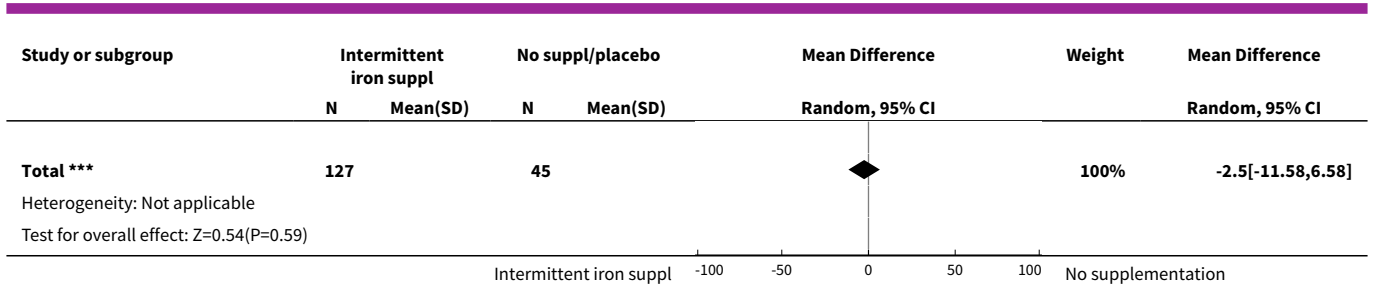 Study or subgroup Intermittent iron suppl No suppl/placebo Mean Difference Weight Mean Difference
N Mean(SD) N Mean(SD) Random, 95% CI Random, 95% CI
Total *** 127 45 100% -2.5[-11.58,6.58]
Heterogeneity: Not applicable
Test for overall effect: Z=0.54(P=0.59)
Intermittent iron suppl -100 -50 0 50 100 No supplementation